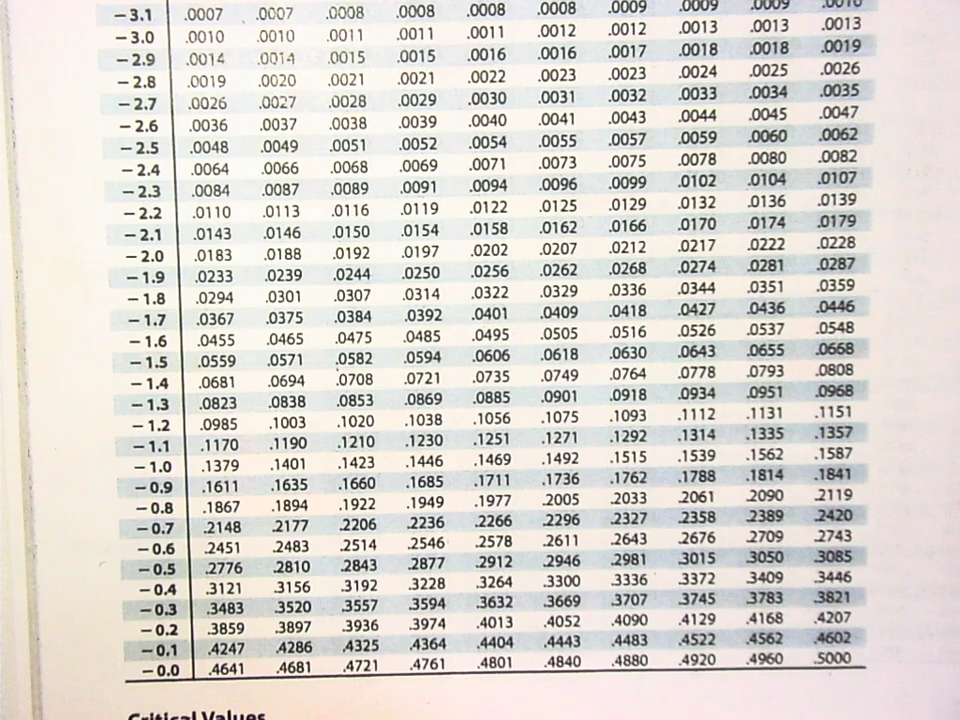 − 3.1 .0007 .0007 .0008 .0008 .0008 .0008 .0009 .0009 .0009 .0010
− 3.0 .0010 .0010 .0011 .0011 .0011 .0012 .0012 .0013 .0013 .0013
− 2.9 .0014 .0014 .0015 .0015 .0016 .0016 .0017 .0018 .0018 .0019
− 2.8 .0019 .0020 .0021 .0021 .0022 .0023 .0023 .0024 .0025 .0026
− 2.7 .0026 .0027 .0028 .0029 .0030 .0031 .0032 .0033 .0034 .0035
− 2.6 .0036 .0037 .0038 .0039 .0040 .0041 .0043 .0044 .0045 .0047
− 2.5 .0048 .0049 .0051 .0052 .0054 .0055 .0057 .0059 .0060 .0062
− 2.4 .0064 .0066 .0068 .0069 .0071 .0073 .0075 .0078 .0080 .0082
− 2.3 .0084 .0087 .0089 .0091 .0094 .0096 .0099 .0102 .0104 .0107
− 2.2 .0110 .0113 .0116 .0119 .0122 .0125 .0129 .0132 .0136 .0139
− 2.1 .0143 .0146 .0150 .0154 .0158 .0162 .0166 .0170 .0174 .0179
− 2.0 .0183 .0188 .0192 .0197 .0202 .0207 .0212 .0217 .0222 .0228
− 1.9 .0233 .0239 .0244 .0250 .0256 .0262 .0268 .0274 .0281 .0287
− 1.8 .0294 .0301 .0307 .0314 .0322 .0329 .0336 .0344 .0351 .0359
− 1.7 .0367 .0375 .0384 .0392 .0401 .0409 .0418 .0427 .0436 .0446
− 1.6 .0455 .0465 .0475 .0485 .0495 .0505 .0516 .0526 .0537 .0548
− 1.5 .0559 .0571 .0582 .0594 .0606 .0618 .0630 .0643 .0655 .0668
− 1.4 .0681 .0694 .0708 .0721 .0735 .0749 .0764 .0778 .0793 .0808
− 1.3 .0823 .0838 .0853 .0869 .0885 .0901 .0918 .0934 .0951 .0968
− 1.2 .0985 .1003 .1020 .1038 .1056 .1075 .1093 .1112 .1131 .1151
− 1.1 .1170 .1190 .1210 .1230 .1251 .1271 .1292 .1314 .1335 .1357
− 1.0 .1379 .1401 .1423 .1446 .1469 .1492 .1515 .1539 .1562 .1587
− 0.9 .1611 .1635 .1660 .1685 .1711 .1736 .1762 .1788 .1814 .1841
− 0.8 .1867 .1894 .1922 .1949 .1977 .2005 .2033 .2061 .2090 .2119
− 0.7 .2148 .2177 .2206 .2236 .2266 .2296 .2327 .2358 .2389 .2420
− 0.6 .2451 .2483 .2514 .2546 .2578 .2611 .2643 .2676 .2709 .2743
− 0.5 .2776 .2810 .2843 .2877 .2912 .2946 .2981 .3015 .3050 .3085
− 0.4 .3121 .3156 .3192 .3228 .3264 .3300 .3336 .3372 .3409 .3446
− 0.3 .3483 .3520 .3557 .3594 .3632 .3669 .3707 .3745 .3783 .3821
− 0.2 .3859 .3897 .3936 .3974 .4013 .4052 .4090 .4129 .4168 .4207
− 0.1 .4247 .4286 .4325 .4364 .4404 .4443 .4483 .4522 .4562 .4602
− 0.0 .4641 .4681 .4721 .4761 .4801 .4840 .4880 .4920 .4960 .5000
Critical Values